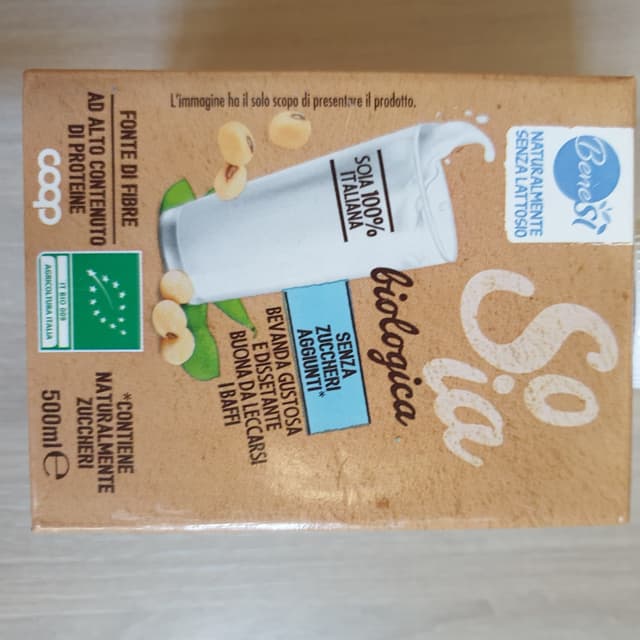 Benesì
NATURALMENTE
SENZA LATTOSIO
So
ia
biologica
SOIA 100%
ITALIANA
SENZA
ZUCCHERI
AGGIUNTI*
BEVANDA GUSTOSA
E DISSETANTE
BUONA DA LECCARSI
I BAFFI
L'immagine ha il solo scopo di presentare il prodotto.
FONTE DI FIBRE
AD ALTO CONTENUTO
DI PROTEINE
coop
IT BIO 009
AGRICOLTURA ITALIA
*CONTIENE
NATURALMENTE
ZUCCHERI
500ml e